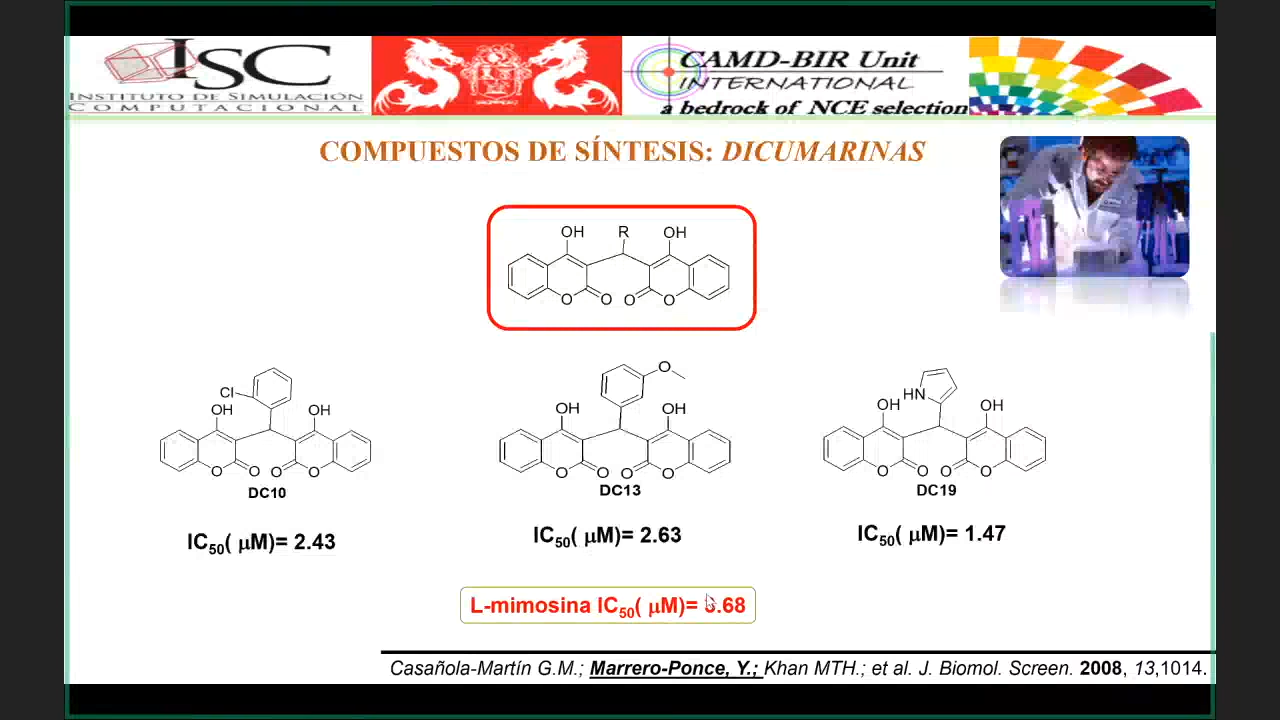 ISC
INSTITUTO DE SIMULACIÓN
COMPUTACIONAL
CAMD-BIR Unit
INTERNATIONAL
a bedrock of NCE selection
COMPUESTOS DE SÍNTESIS: DICUMARINAS
OH R OH
O O O O
Cl
OH OH
O O O O
DC10
IC50( μM)= 2.43
O
OH OH
O O O O
DC13
IC50( μM)= 2.63
HN
OH OH
O O O O
DC19
IC50( μM)= 1.47
L-mimosina IC50( μM)= .68
Casañola-Martín G.M.; Marrero-Ponce, Y.; Khan MTH.; et al. J. Biomol. Screen. 2008, 13,1014.